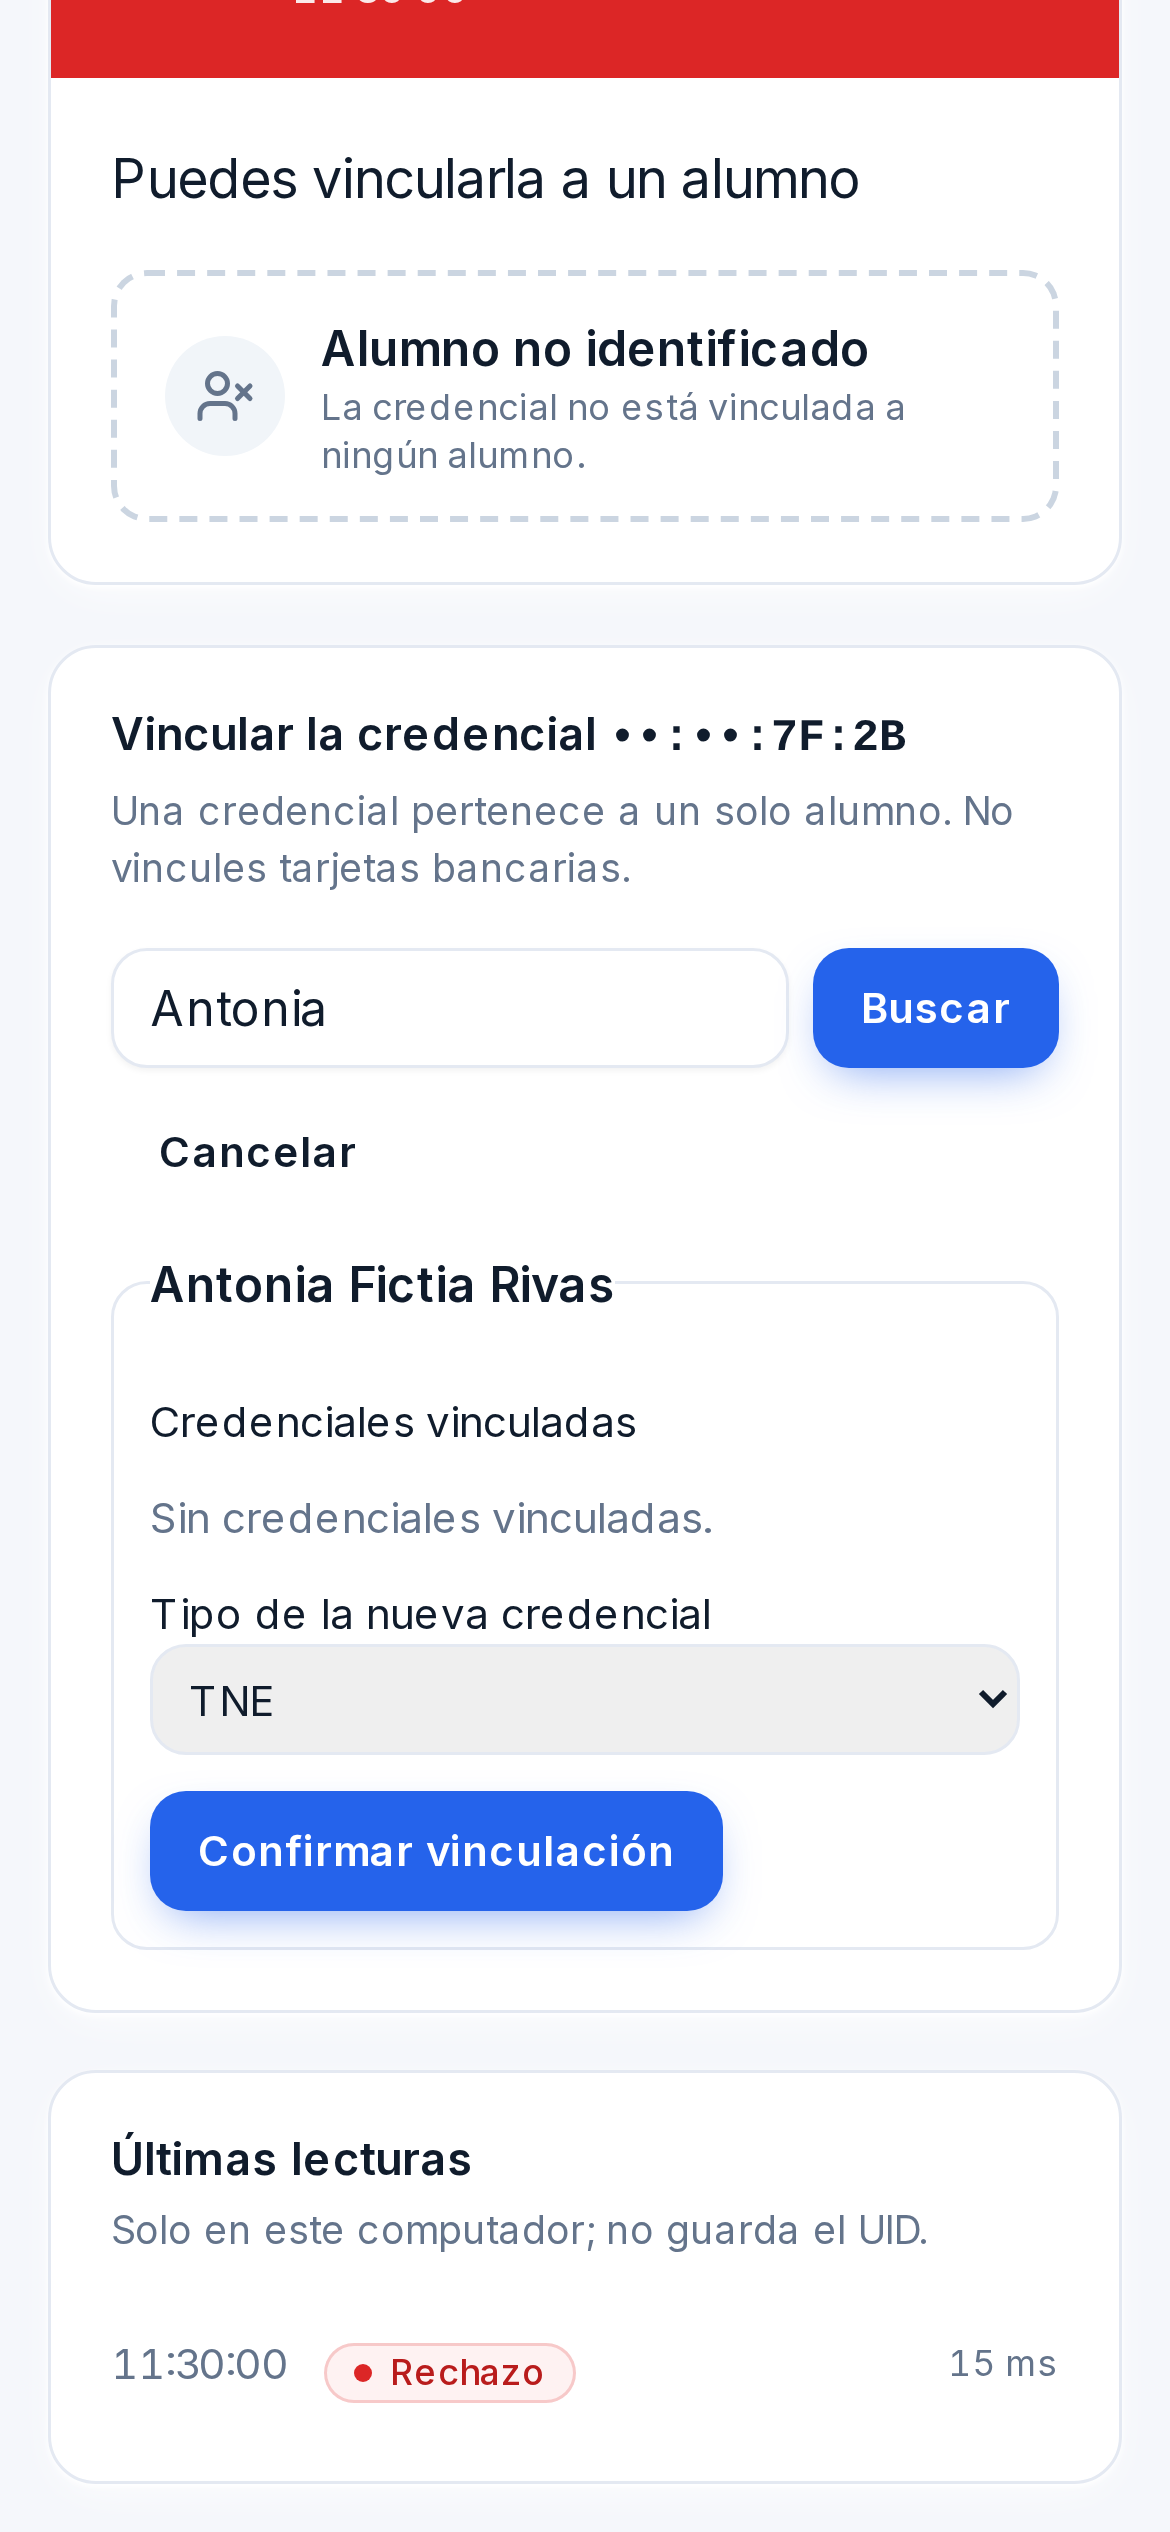 Puedes vincularla a un alumno
Alumno no identificado
La credencial no está vinculada a
ningún alumno.
Vincular la credencial ••:••:7F:2B
Una credencial pertenece a un solo alumno. No
vincules tarjetas bancarias.
Antonia
Buscar
Cancelar
Antonia Fictia Rivas
Credenciales vinculadas
Sin credenciales vinculadas.
Tipo de la nueva credencial
TNE
Confirmar vinculación
Últimas lecturas
Solo en este computador; no guarda el UID.
11:30:00 Rechazo 15 ms